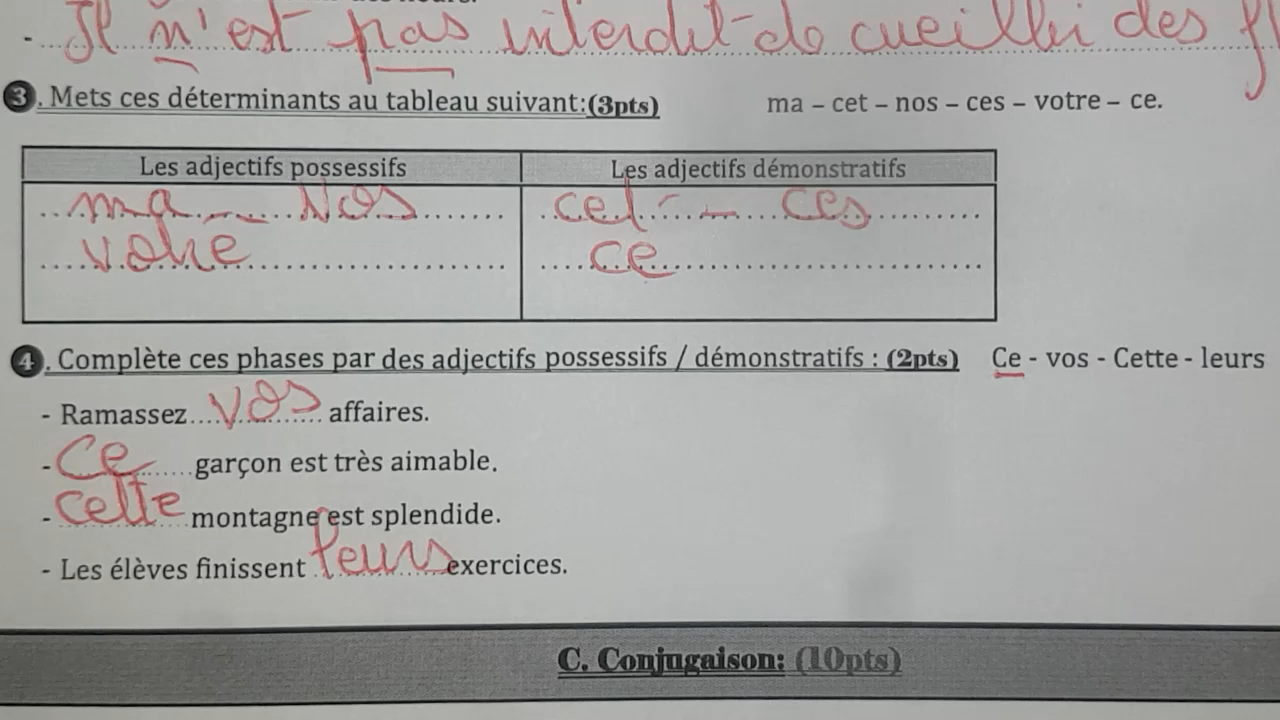 - Il n'est pas interdit de cueillir des
3. Mets ces déterminants au tableau suivant:(3pts) ma – cet – nos – ces – votre – ce.
Les adjectifs possessifs Les adjectifs démonstratifs
ma - Nos cet - ces
votre ce
4. Complète ces phases par des adjectifs possessifs / démonstratifs : (2pts) Ce - vos - Cette - leurs
- Ramassez vos affaires.
- Ce garçon est très aimable.
- cette montagne est splendide.
- Les élèves finissent leurs exercices.
C. Conjugaison: (10pts)